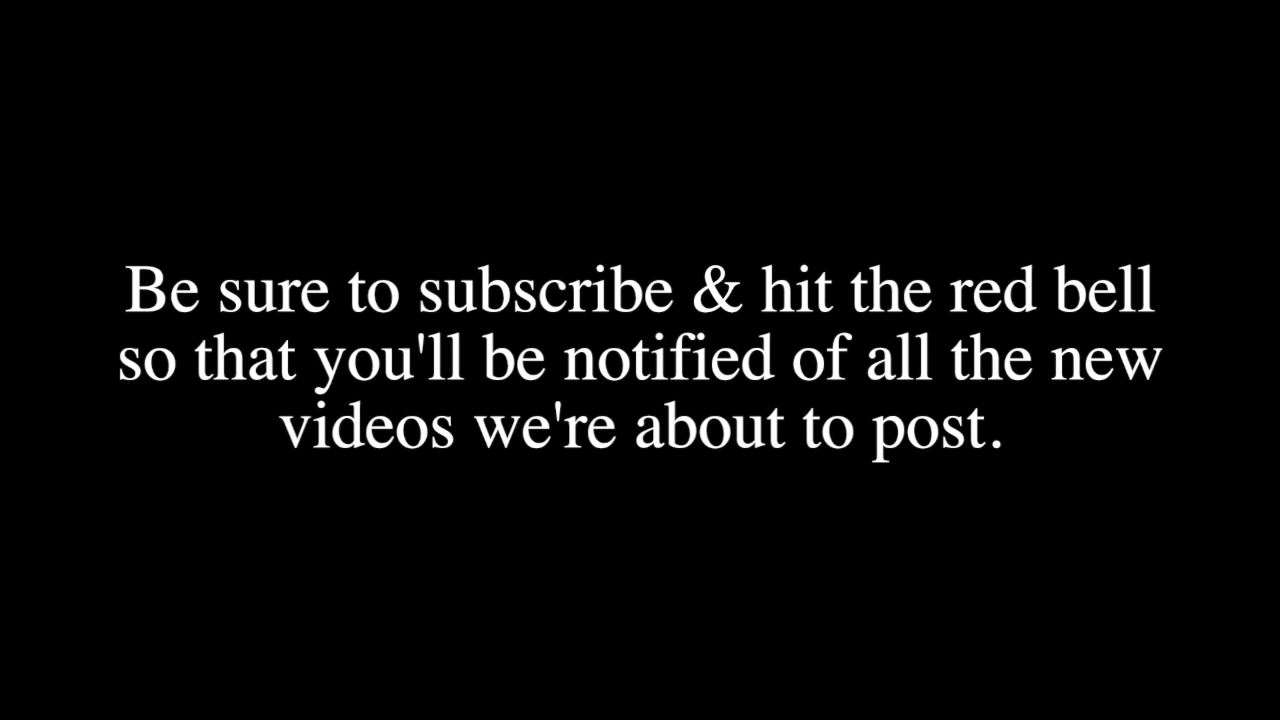 Be sure to subscribe & hit the red bell
so that you'll be notified of all the new
videos we're about to post.